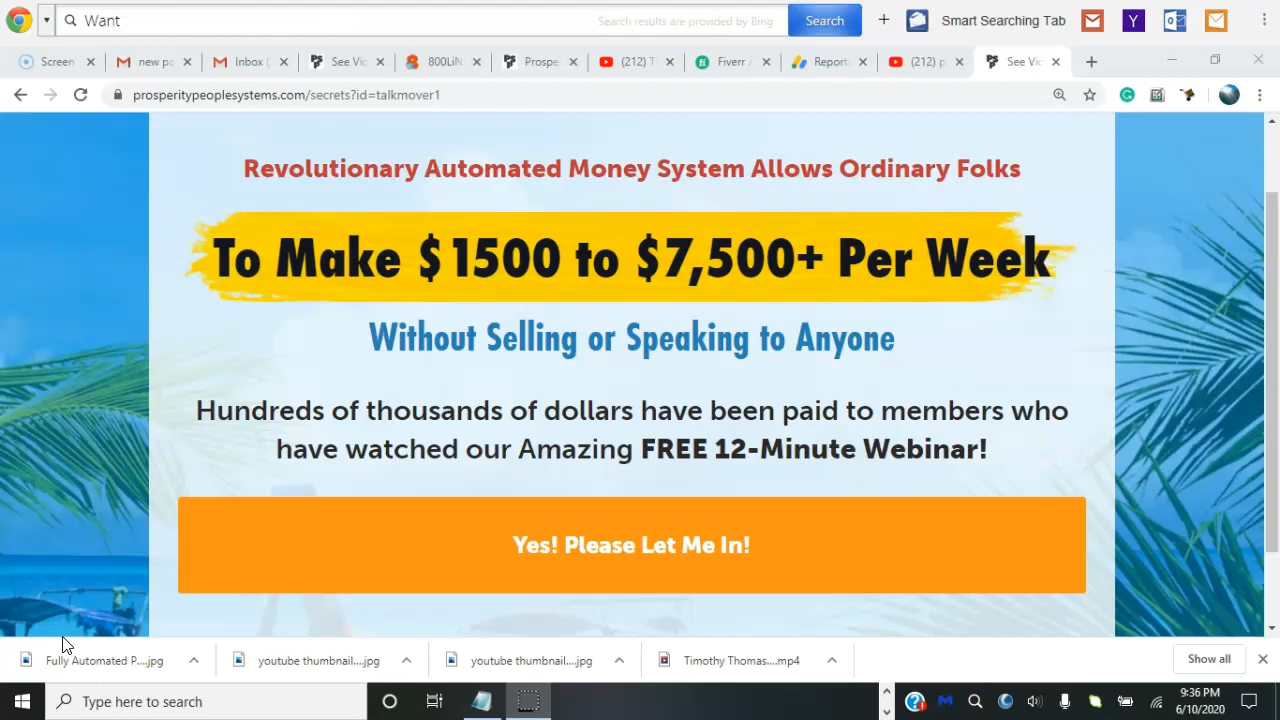 Want
Search results are provided by Bing
Search
Smart Searching Tab
Screen
new po
Inbox (
See Vic
800LiN
Prospe
(212) T
Fiverr /
Report
(212) p
See Vic
prosperitypeoplesystems.com/secrets?id=talkmover1
Revolutionary Automated Money System Allows Ordinary Folks
To Make $1500 to $7,500+ Per Week
Without Selling or Speaking to Anyone
Hundreds of thousands of dollars have been paid to members who
have watched our Amazing FREE 12-Minute Webinar!
Yes! Please Let Me In!
Fully Automated P....jpg
youtube thumbnail....jpg
youtube thumbnail....jpg
Timothy Thomas....mp4
Show all
Type here to search
9:36 PM
6/10/2020